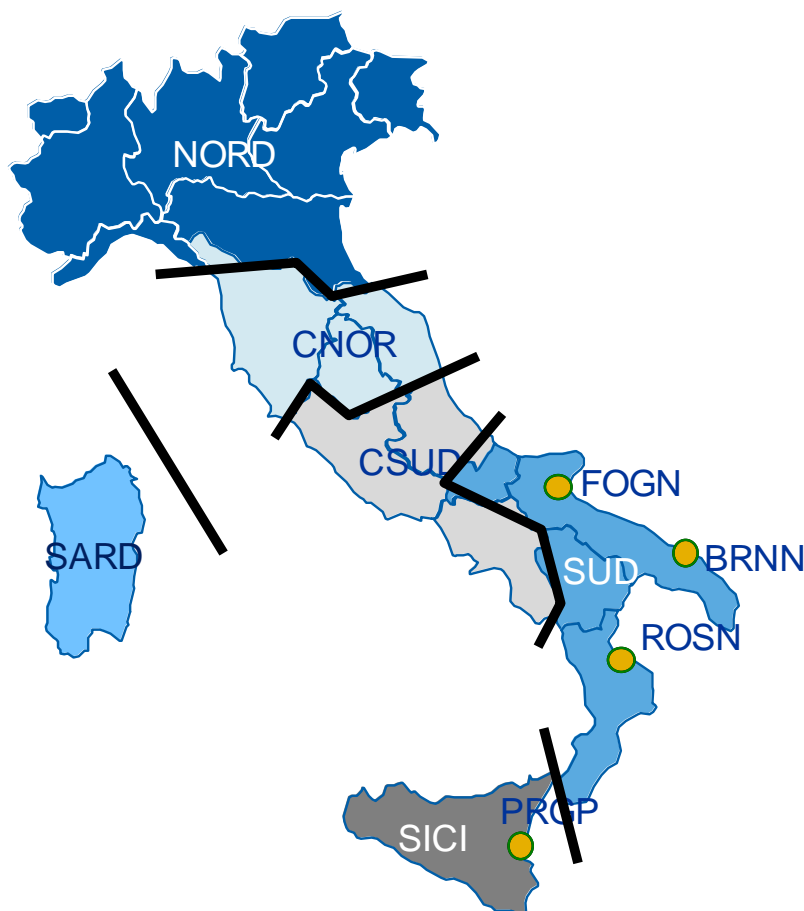 NORD
CNOR
CSUD
FOGN
SARD
SUD
BRNN
ROSN
PRGP
SICI